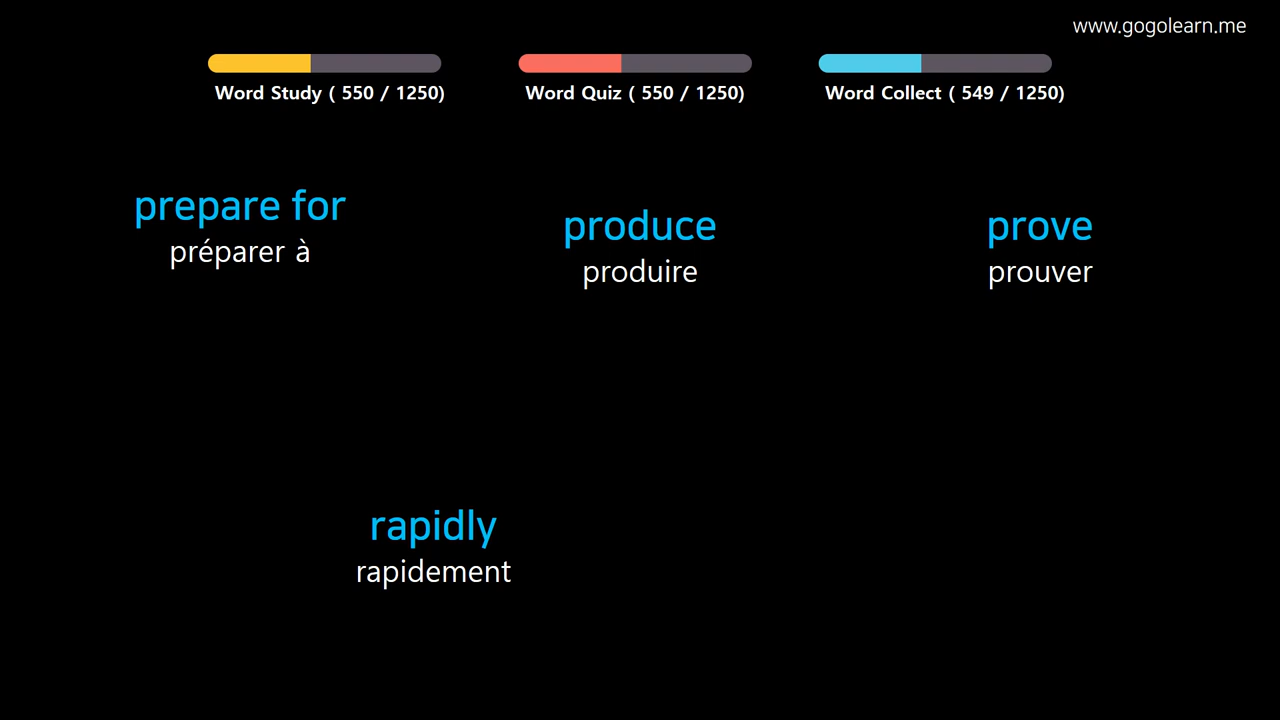 www.gogolearn.me
Word Study ( 550 / 1250)
Word Quiz ( 550 / 1250)
Word Collect ( 549 / 1250)
prepare for
préparer à
produce
produire
prove
prouver
rapidly
rapidement